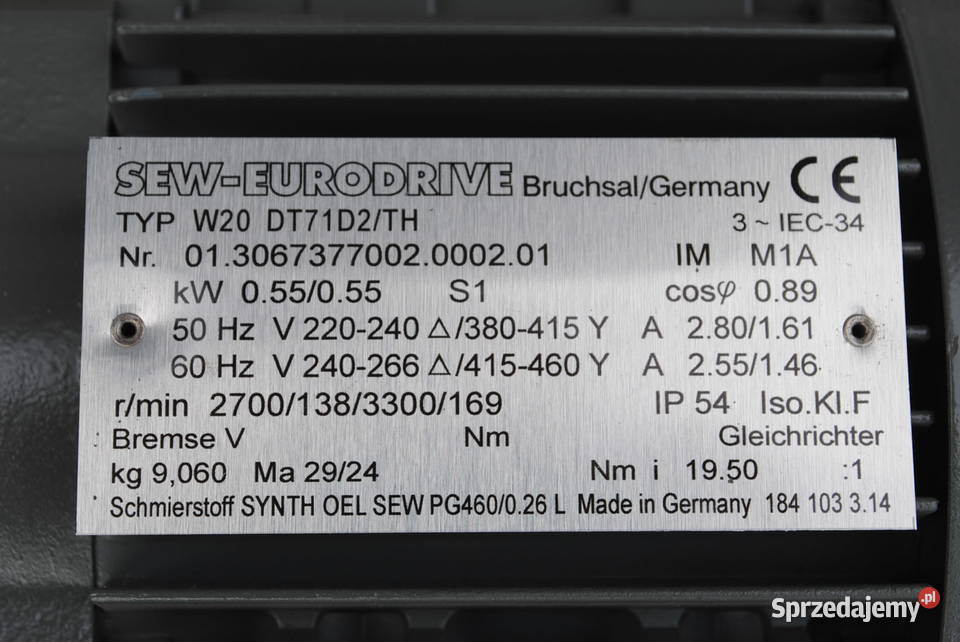 SEW-EURODRIVE Bruchsal/Germany CE
TYP W20 DT71D2/TH 3 ~ IEC-34
Nr. 01.3067377002.0002.01 IM M1A
kW 0.55/0.55 S1 cosφ 0.89
50 Hz V 220-240 △/380-415 Y A 2.80/1.61
60 Hz V 240-266 △/415-460 Y A 2.55/1.46
r/min 2700/138/3300/169 IP 54 Iso.Kl.F
Bremse V Nm Gleichrichter
kg 9,060 Ma 29/24 Nm i 19.50 :1
Schmierstoff SYNTH OEL SEW PG460/0.26 L Made in Germany 184 103 3.14
Sprzedajemy.pl